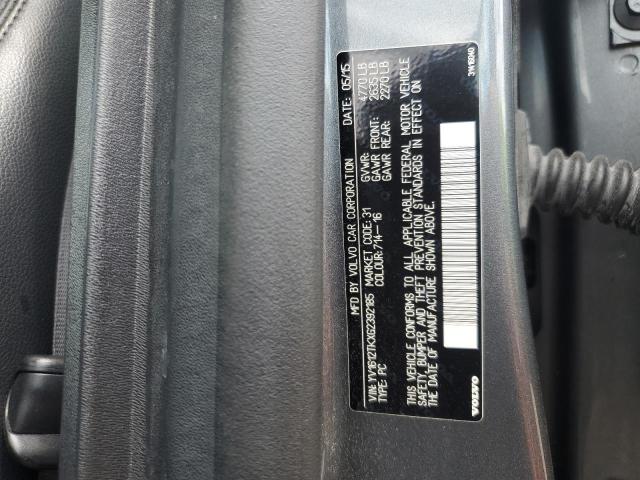 MFD BY VOLVO CAR CORPORATION DATE: 05/15
VIN: YV1612TKXG2392185 MARKET CODE: 31 GVWR: 4770 LB
TYPE: PC COLOUR: 714-16 GAWR FRONT: 2635 LB
GAWR REAR: 2270 LB
THIS VEHICLE CONFORMS TO ALL APPLICABLE FEDERAL MOTOR VEHICLE
SAFETY, BUMPER AND THEFT PREVENTION STANDARDS IN EFFECT ON
THE DATE OF MANUFACTURE SHOWN ABOVE.
VOLVO 31416040